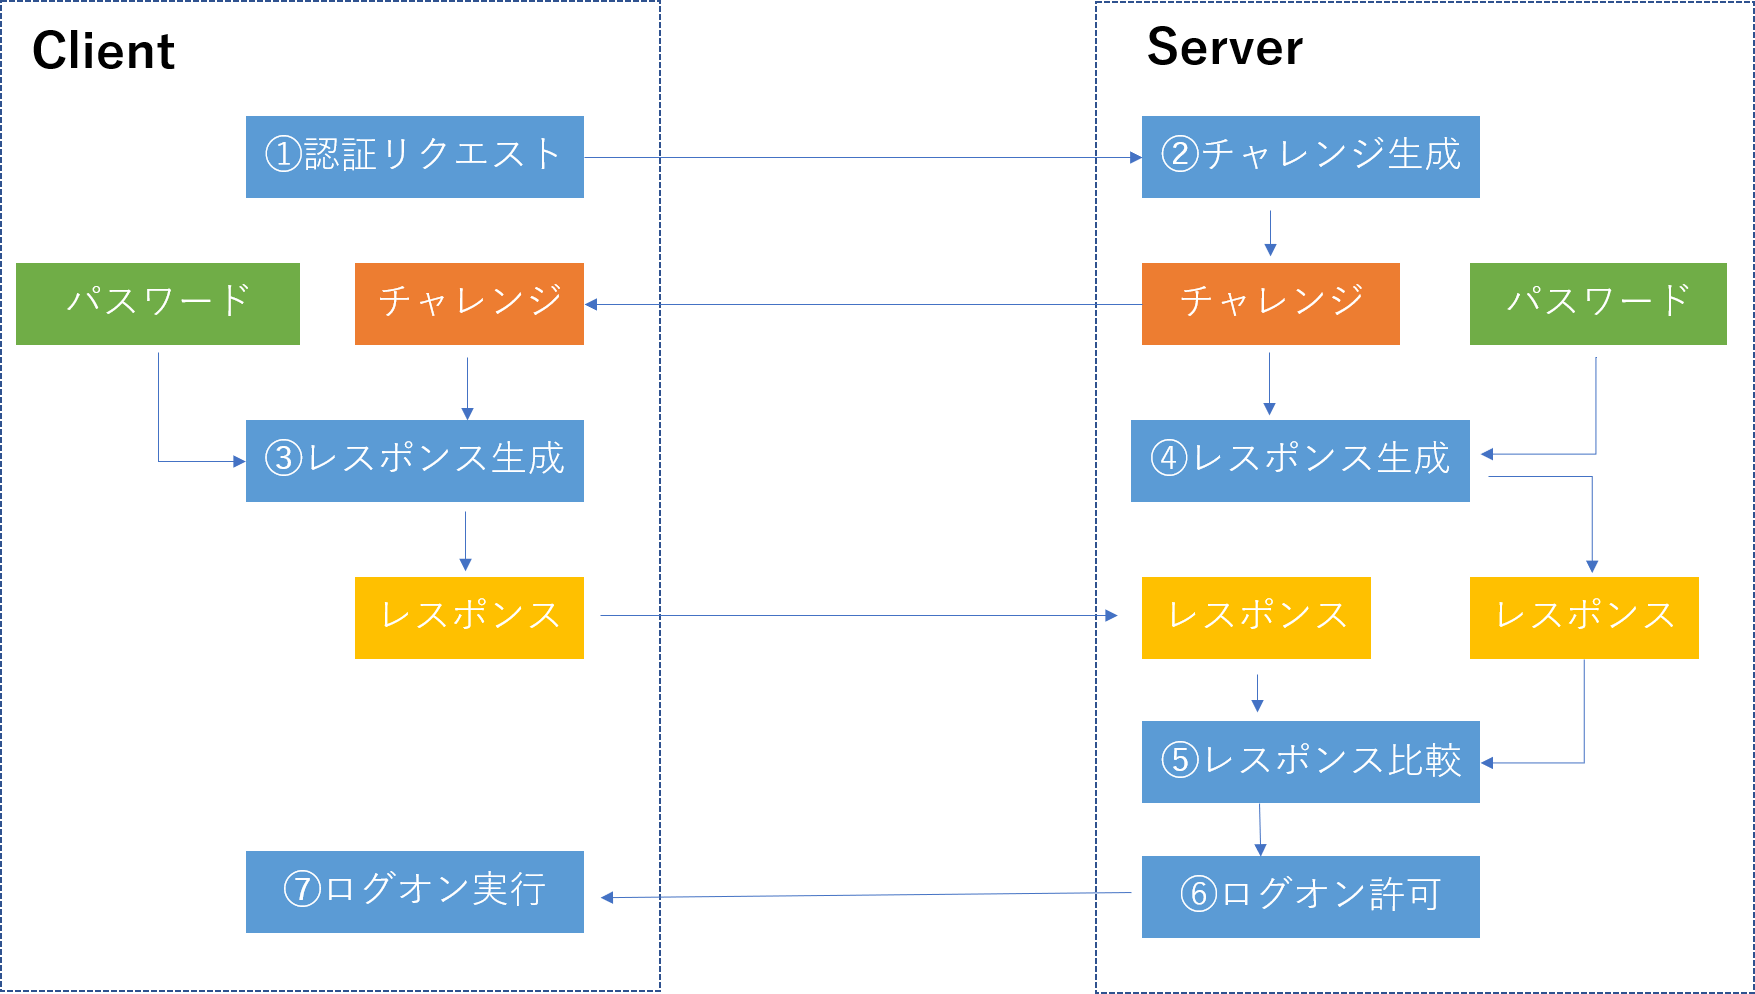 Client
Server
①認証リクエスト
②チャレンジ生成
パスワード
チャレンジ
チャレンジ
パスワード
③レスポンス生成
④レスポンス生成
レスポンス
レスポンス
レスポンス
⑤レスポンス比較
⑦ログオン実行
⑥ログオン許可